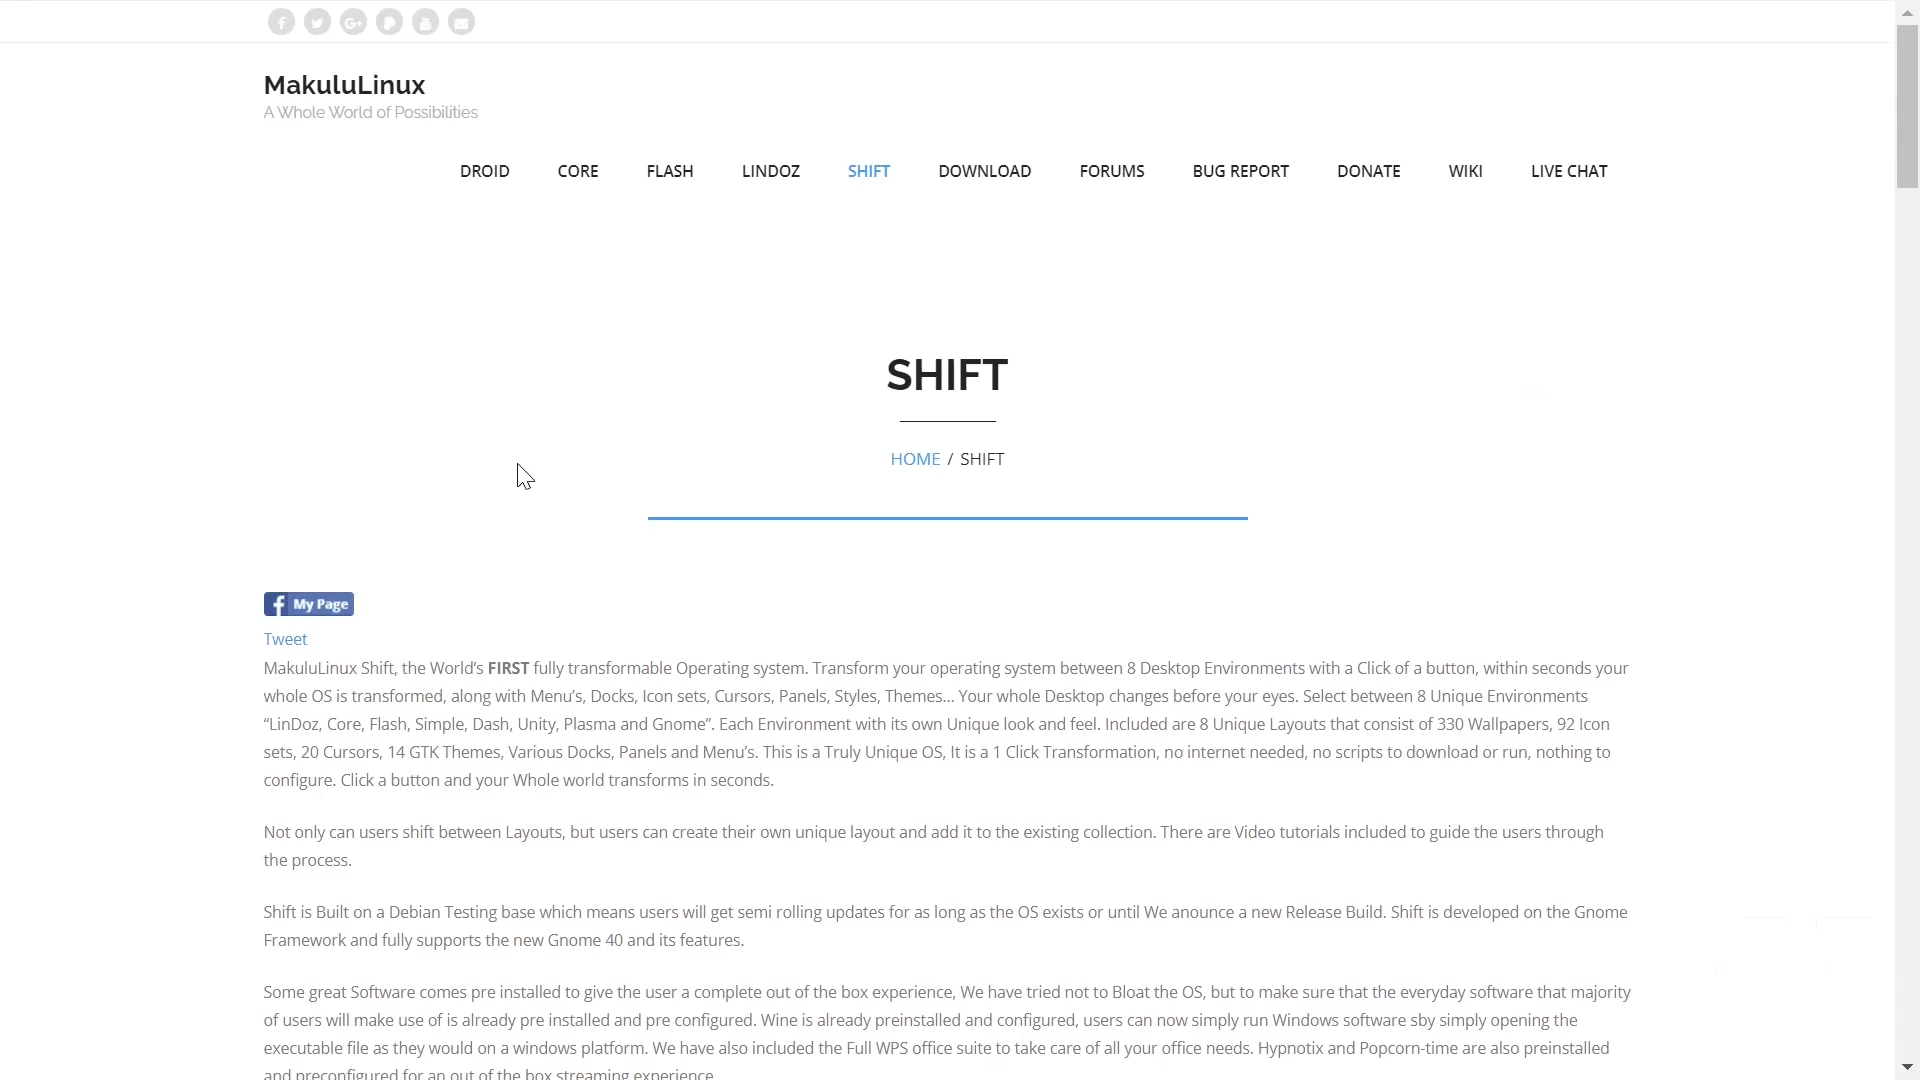 MakuluLinux
A Whole World of Possibilities
DROID CORE FLASH LINDOZ SHIFT DOWNLOAD FORUMS BUG REPORT DONATE WIKI LIVE CHAT
SHIFT
HOME / SHIFT
My Page
Tweet
MakuluLinux Shift, the World’s FIRST fully transformable Operating system. Transform your operating system between 8 Desktop Environments with a Click of a button, within seconds your
whole OS is transformed, along with Menu’s, Docks, Icon sets, Cursors, Panels, Styles, Themes… Your whole Desktop changes before your eyes. Select between 8 Unique Environments
“LinDoz, Core, Flash, Simple, Dash, Unity, Plasma and Gnome”. Each Environment with its own Unique look and feel. Included are 8 Unique Layouts that consist of 330 Wallpapers, 92 Icon
sets, 20 Cursors, 14 GTK Themes, Various Docks, Panels and Menu’s. This is a Truly Unique OS, It is a 1 Click Transformation, no internet needed, no scripts to download or run, nothing to
configure. Click a button and your Whole world transforms in seconds.
Not only can users shift between Layouts, but users can create their own unique layout and add it to the existing collection. There are Video tutorials included to guide the users through
the process.
Shift is Built on a Debian Testing base which means users will get semi rolling updates for as long as the OS exists or until We anounce a new Release Build. Shift is developed on the Gnome
Framework and fully supports the new Gnome 40 and its features.
Some great Software comes pre installed to give the user a complete out of the box experience, We have tried not to Bloat the OS, but to make sure that the everyday software that majority
of users will make use of is already pre installed and pre configured. Wine is already preinstalled and configured, users can now simply run Windows software sby simply opening the
executable file as they would on a windows platform. We have also included the Full WPS office suite to take care of all your office needs. Hypnotix and Popcorn-time are also preinstalled
and preconfigured for an out of the box streaming experience